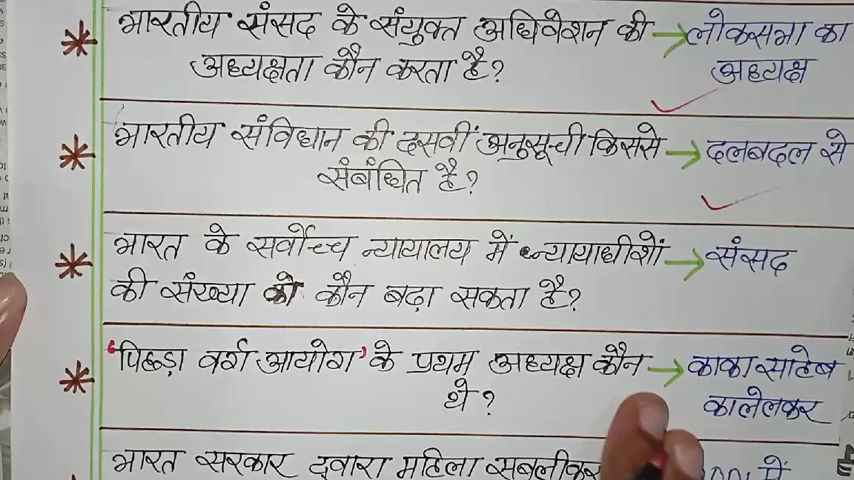 भारतीय संसद के संयुक्त अधिवेशन की → लोकसभा का
अध्यक्षता कौन करता है? अध्यक्ष
भारतीय संविधान की दसवीं अनुसूची किससे → दलबदल से
संबंधित है?
भारत के सर्वोच्च न्यायालय में न्यायाधीशों → संसद
की संख्या को कौन बढ़ा सकता है?
'पिछड़ा वर्ग आयोग' के प्रथम अध्यक्ष कौन → काका साहेब
थे? कालेलकर
भारत सरकार द्वारा महिला में